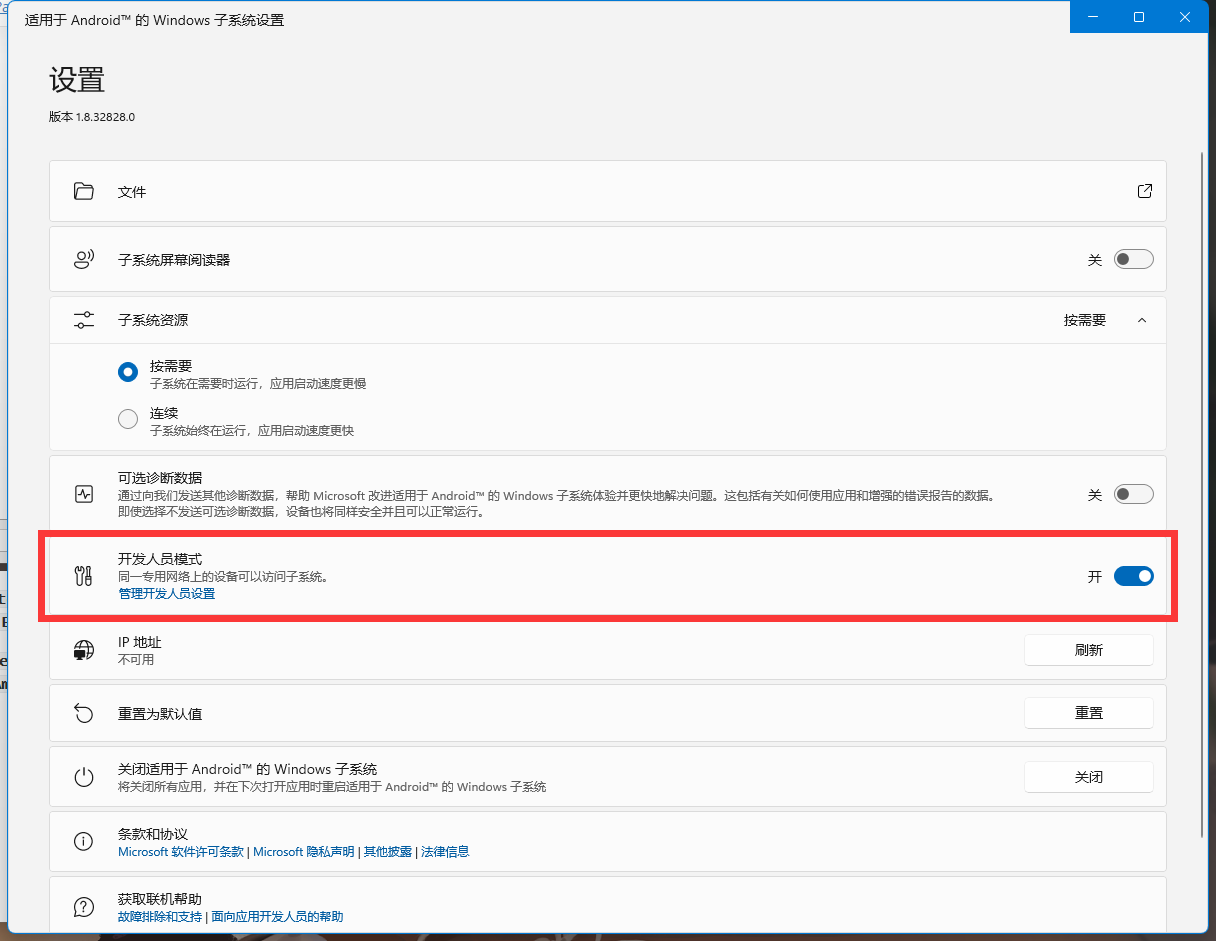 适用于 Android™ 的 Windows 子系统设置
设置
版本 1.8.32828.0
文件
子系统屏幕阅读器
关
子系统资源
按需要
按需要
子系统在需要时运行，应用启动速度更慢
连续
子系统始终在运行，应用启动速度更快
可选诊断数据
通过向我们发送其他诊断数据，帮助 Microsoft 改进适用于 Android™ 的 Windows 子系统体验并更快地解决问题。这包括有关如何使用应用和增强的错误报告的数据。
即使选择不发送可选诊断数据，设备也将同样安全并且可以正常运行。
关
开发人员模式
同一专用网络上的设备可以访问子系统。
管理开发人员设置
开
IP 地址
不可用
刷新
重置为默认值
重置
关闭适用于 Android™ 的 Windows 子系统
将关闭所有应用，并在下次打开应用时重启适用于 Android™ 的 Windows 子系统
关闭
条款和协议
Microsoft 软件许可条款 | Microsoft 隐私声明 | 其他披露 | 法律信息
获取联机帮助
故障排除和支持 | 面向应用开发人员的帮助